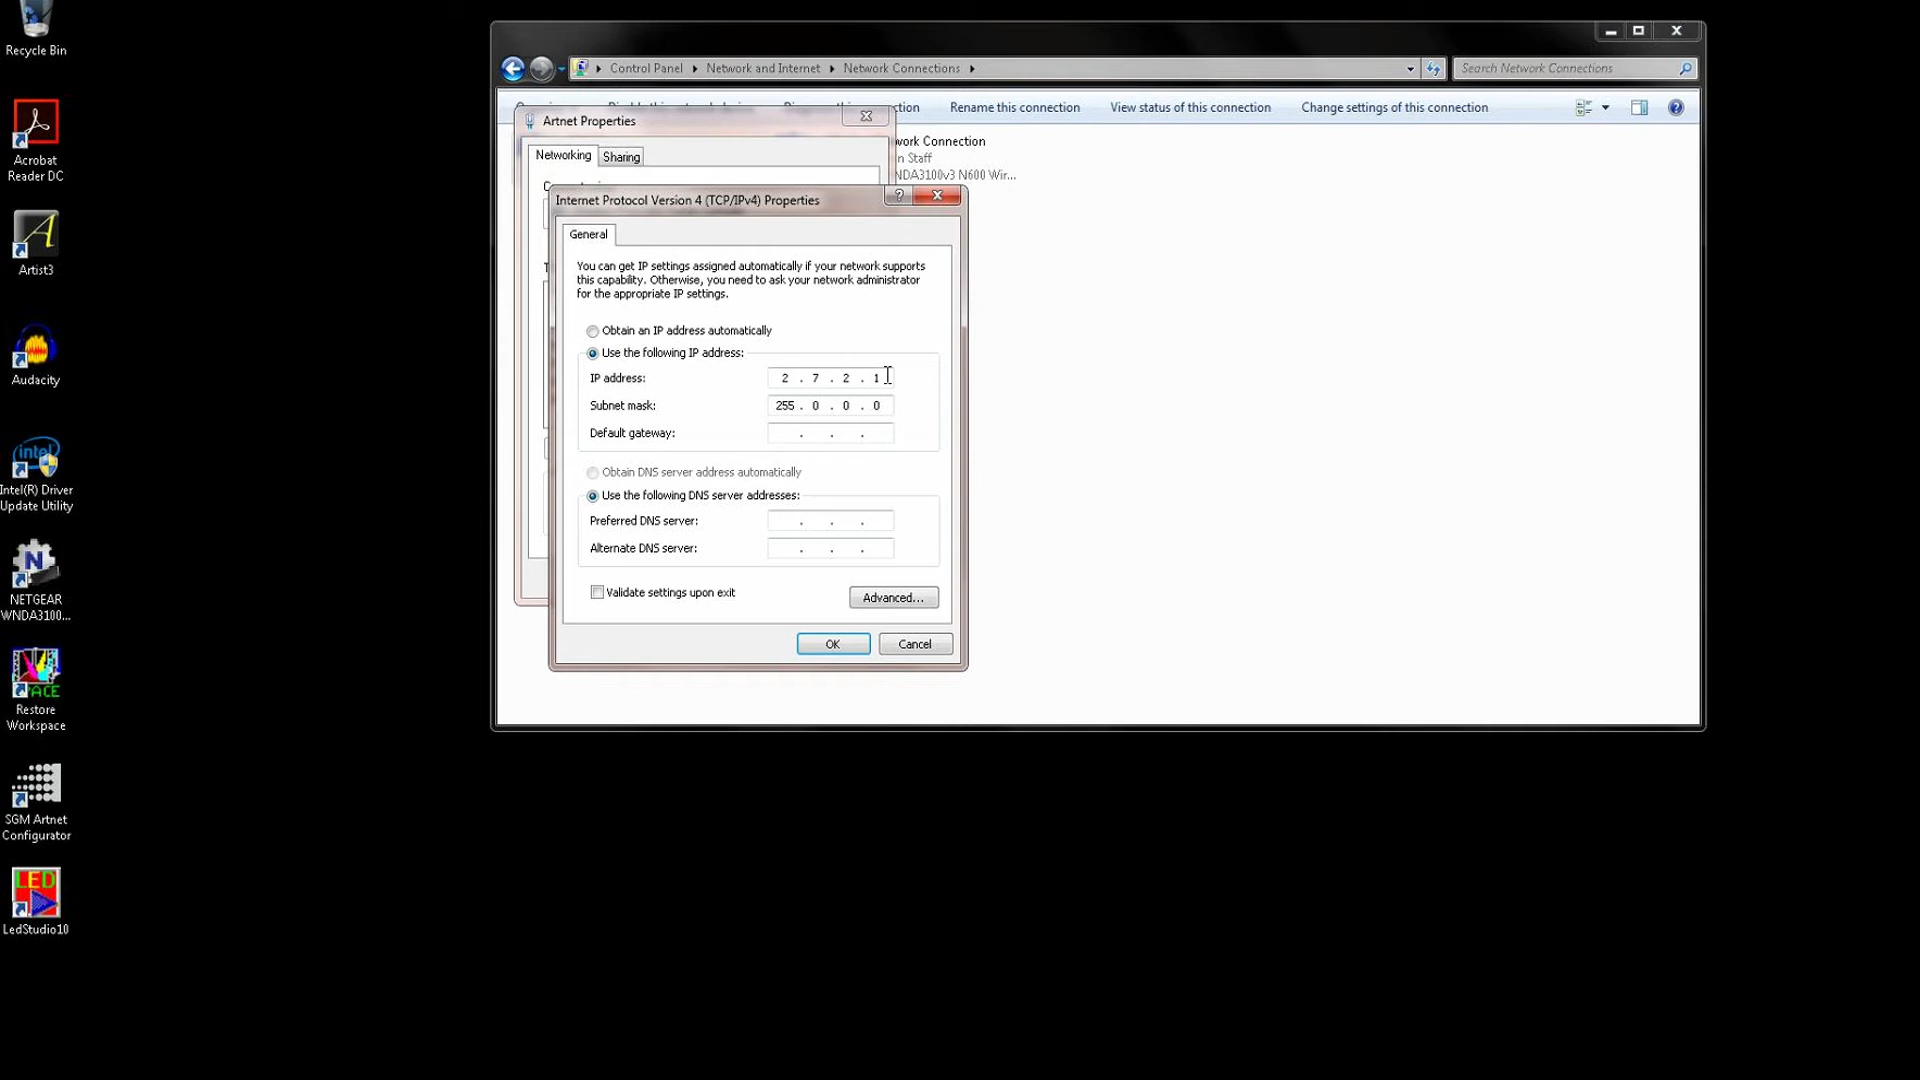 Recycle Bin
Acrobat
Reader DC
Artist3
Audacity
intel
Intel(R) Driver
Update Utility
N
NETGEAR
WNDA3100...
Restore
Workspace
SGM Artnet
Configurator
LED
LedStudio10
Control Panel
Network and Internet
Network Connections
Search Network Connections
Rename this connection
View status of this connection
Change settings of this connection
Artnet Properties
Networking
Sharing
Internet Protocol Version 4 (TCP/IPv4) Properties
General
You can get IP settings assigned automatically if your network supports
this capability. Otherwise, you need to ask your network administrator
for the appropriate IP settings.
Obtain an IP address automatically
Use the following IP address:
IP address: 2 . 7 . 2 . 1
Subnet mask: 255 . 0 . 0 . 0
Default gateway: . . .
Obtain DNS server address automatically
Use the following DNS server addresses:
Preferred DNS server: . . .
Alternate DNS server: . . .
Validate settings upon exit
Advanced...
OK
Cancel